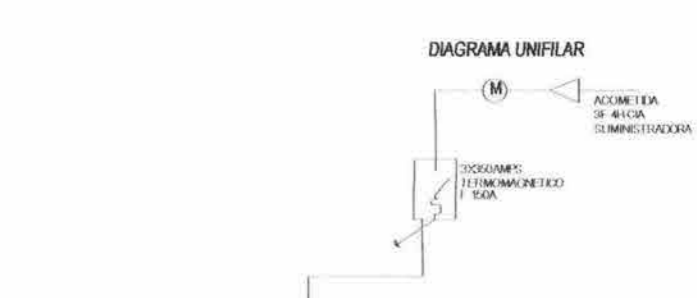 DIAGRAMA UNIFILAR
M
ACOMETIDA
3F 4H CIA
SUMINISTRADORA
3X350AMPS
TERMOMAGNETICO
150A